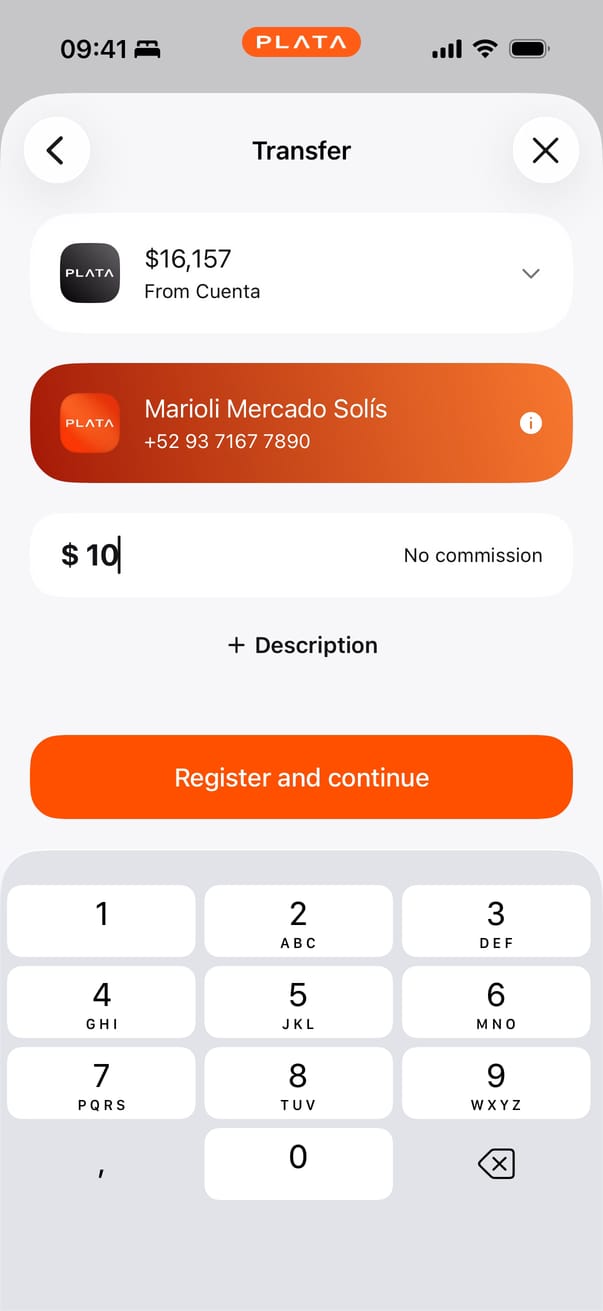 09:41
PLATA
Transfer
PLATA
$16,157
From Cuenta
PLATA
Marioli Mercado Solís
+52 93 7167 7890
i
$ 10
No commission
+ Description
Register and continue
1
2
ABC
3
DEF
4
GHI
5
JKL
6
MNO
7
PQRS
8
TUV
9
WXYZ
,
0